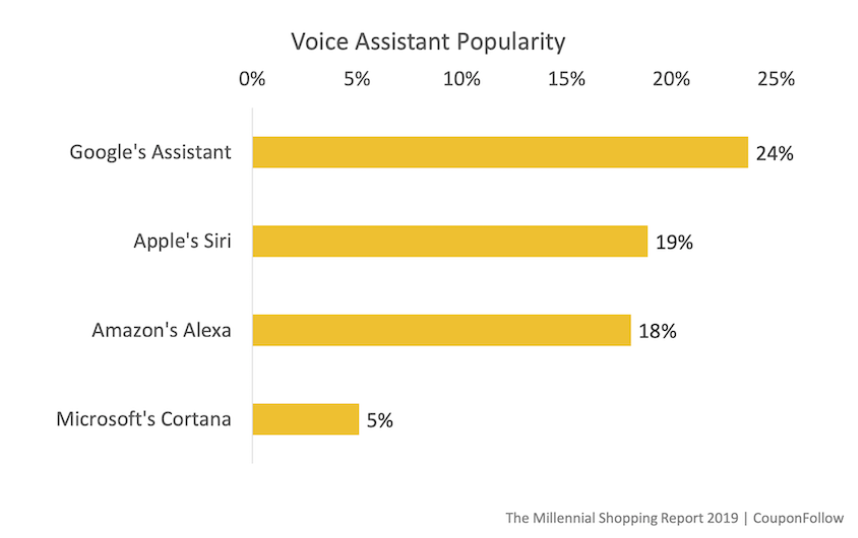 Voice Assistant Popularity
0% 5% 10% 15% 20% 25%
Google's Assistant 24%
Apple's Siri 19%
Amazon's Alexa 18%
Microsoft's Cortana 5%
The Millennial Shopping Report 2019 | CouponFollow